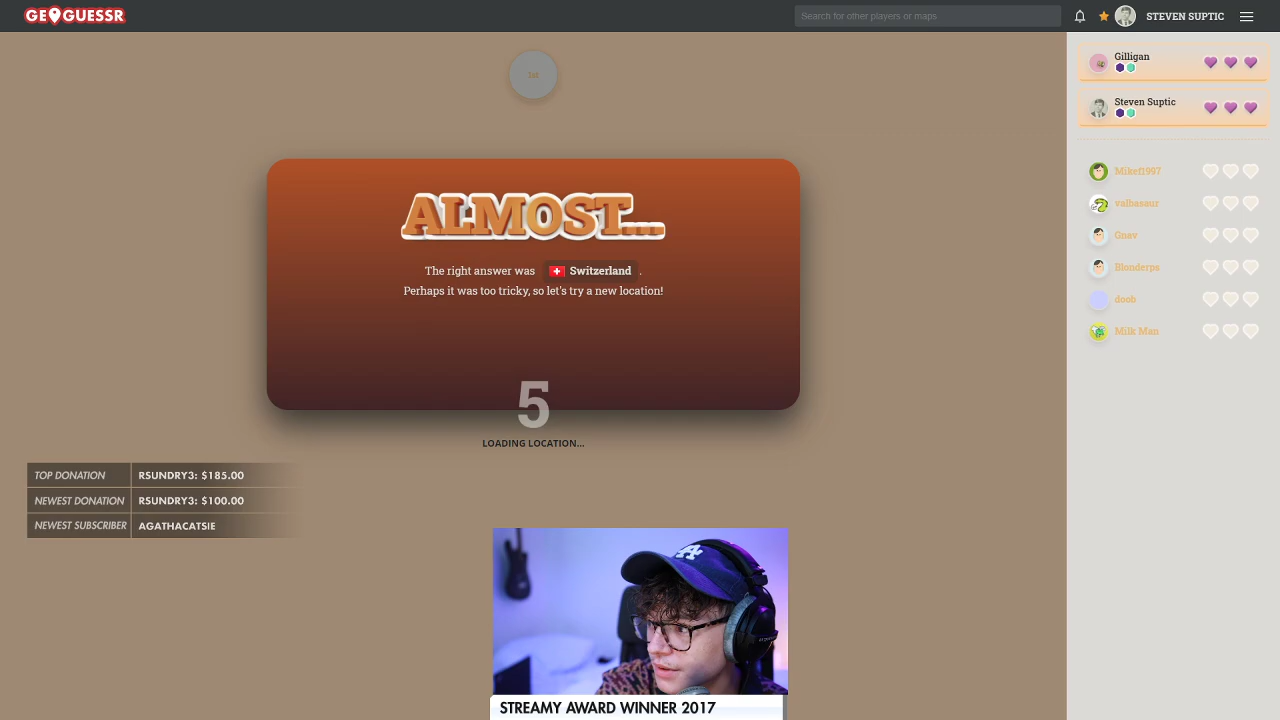 GEOGUESSR
Search for other players or maps
STEVEN SUPTIC
1st
ALMOST...
The right answer was Switzerland .
Perhaps it was too tricky, so let's try a new location!
5
LOADING LOCATION...
TOP DONATION RSUNDRY3: $185.00
NEWEST DONATION RSUNDRY3: $100.00
NEWEST SUBSCRIBER AGATHACATSIE
LA
STREAMY AWARD WINNER 2017
Gilligan
Steven Suptic
Mikef1997
valbasaur
Gnav
Blonderps
doob
Milk Man